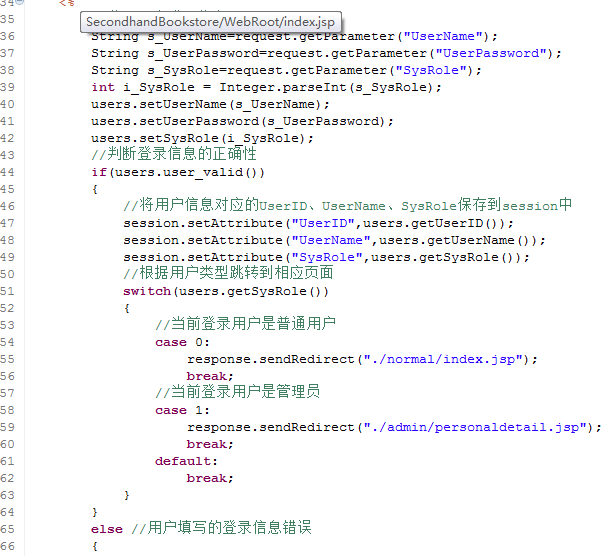 34 <%
SecondhandBookstore/WebRoot/index.jsp
35
36 String s_UserName=request.getParameter("UserName");
37 String s_UserPassword=request.getParameter("UserPassword");
38 String s_SysRole=request.getParameter("SysRole");
39 int i_SysRole = Integer.parseInt(s_SysRole);
40 users.setUserName(s_UserName);
41 users.setUserPassword(s_UserPassword);
42 users.setSysRole(i_SysRole);
43 //判断登录信息的正确性
44 if(users.user_valid())
45 {
46 //将用户信息对应的UserID、UserName、SysRole保存到session中
47 session.setAttribute("UserID",users.getUserID());
48 session.setAttribute("UserName",users.getUserName());
49 session.setAttribute("SysRole",users.getSysRole());
50 //根据用户类型跳转到相应页面
51 switch(users.getSysRole())
52 {
53 //当前登录用户是普通用户
54 case 0:
55 response.sendRedirect("./normal/index.jsp");
56 break;
57 //当前登录用户是管理员
58 case 1:
59 response.sendRedirect("./admin/personaldetail.jsp");
60 break;
61 default:
62 break;
63 }
64 }
65 else //用户填写的登录信息错误
66 {